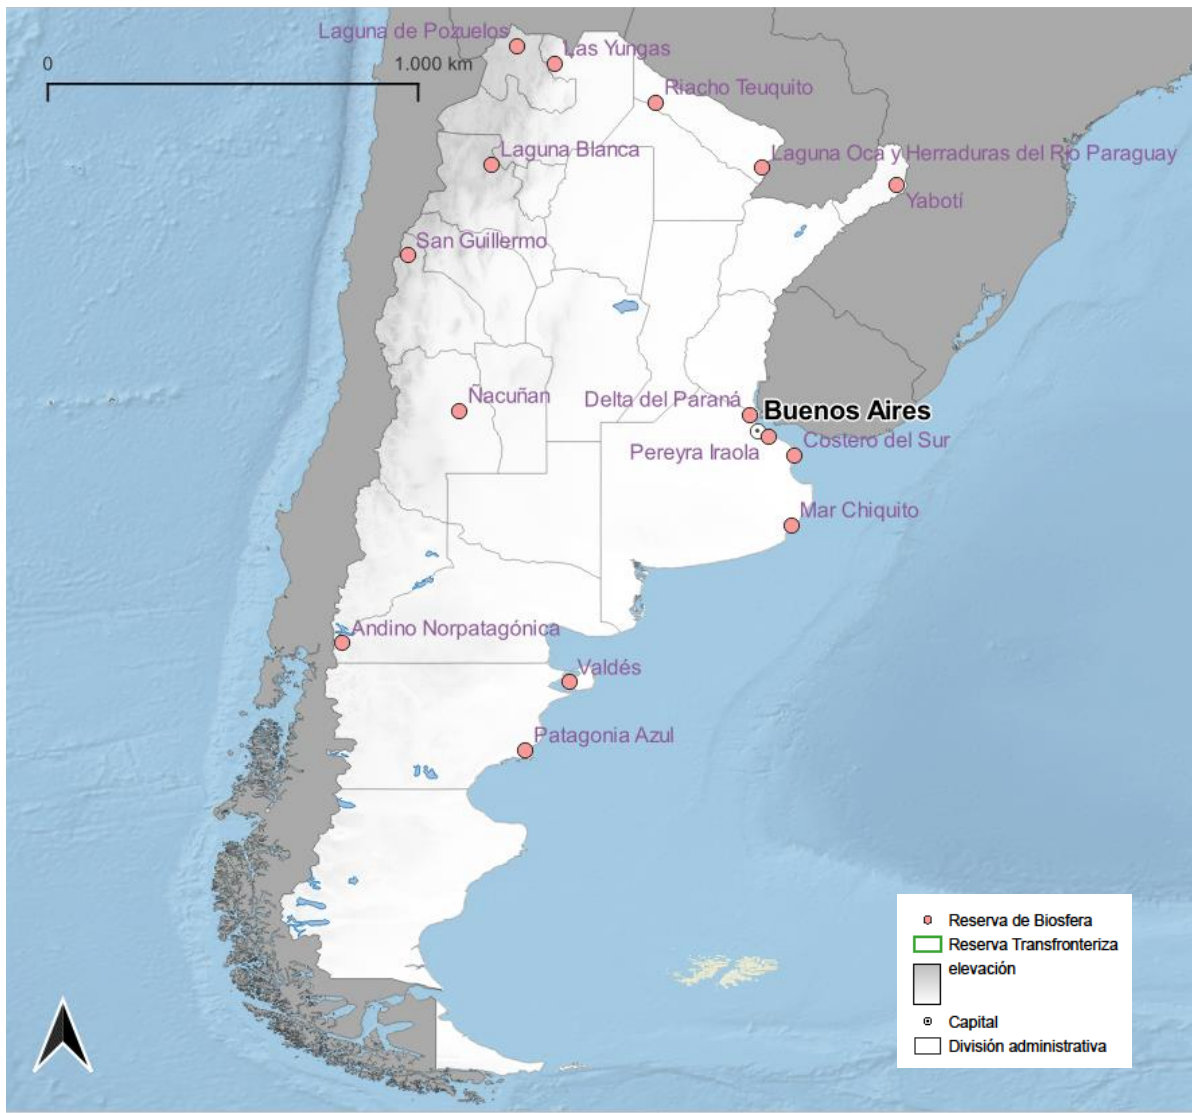 Laguna de Pozuelos
Las Yungas
0
1.000 km
Riacho Teuquito
Laguna Blanca
Laguna Oca y Herraduras del Río Paraguay
Yabotí
San Guillermo
Ñacuñan
Delta del Paraná
Buenos Aires
Pereyra Iraola
Costero del Sur
Mar Chiquito
Andino Norpatagónica
Valdés
Patagonia Azul
Reserva de Biosfera
Reserva Transfronteriza
elevación
Capital
División administrativa